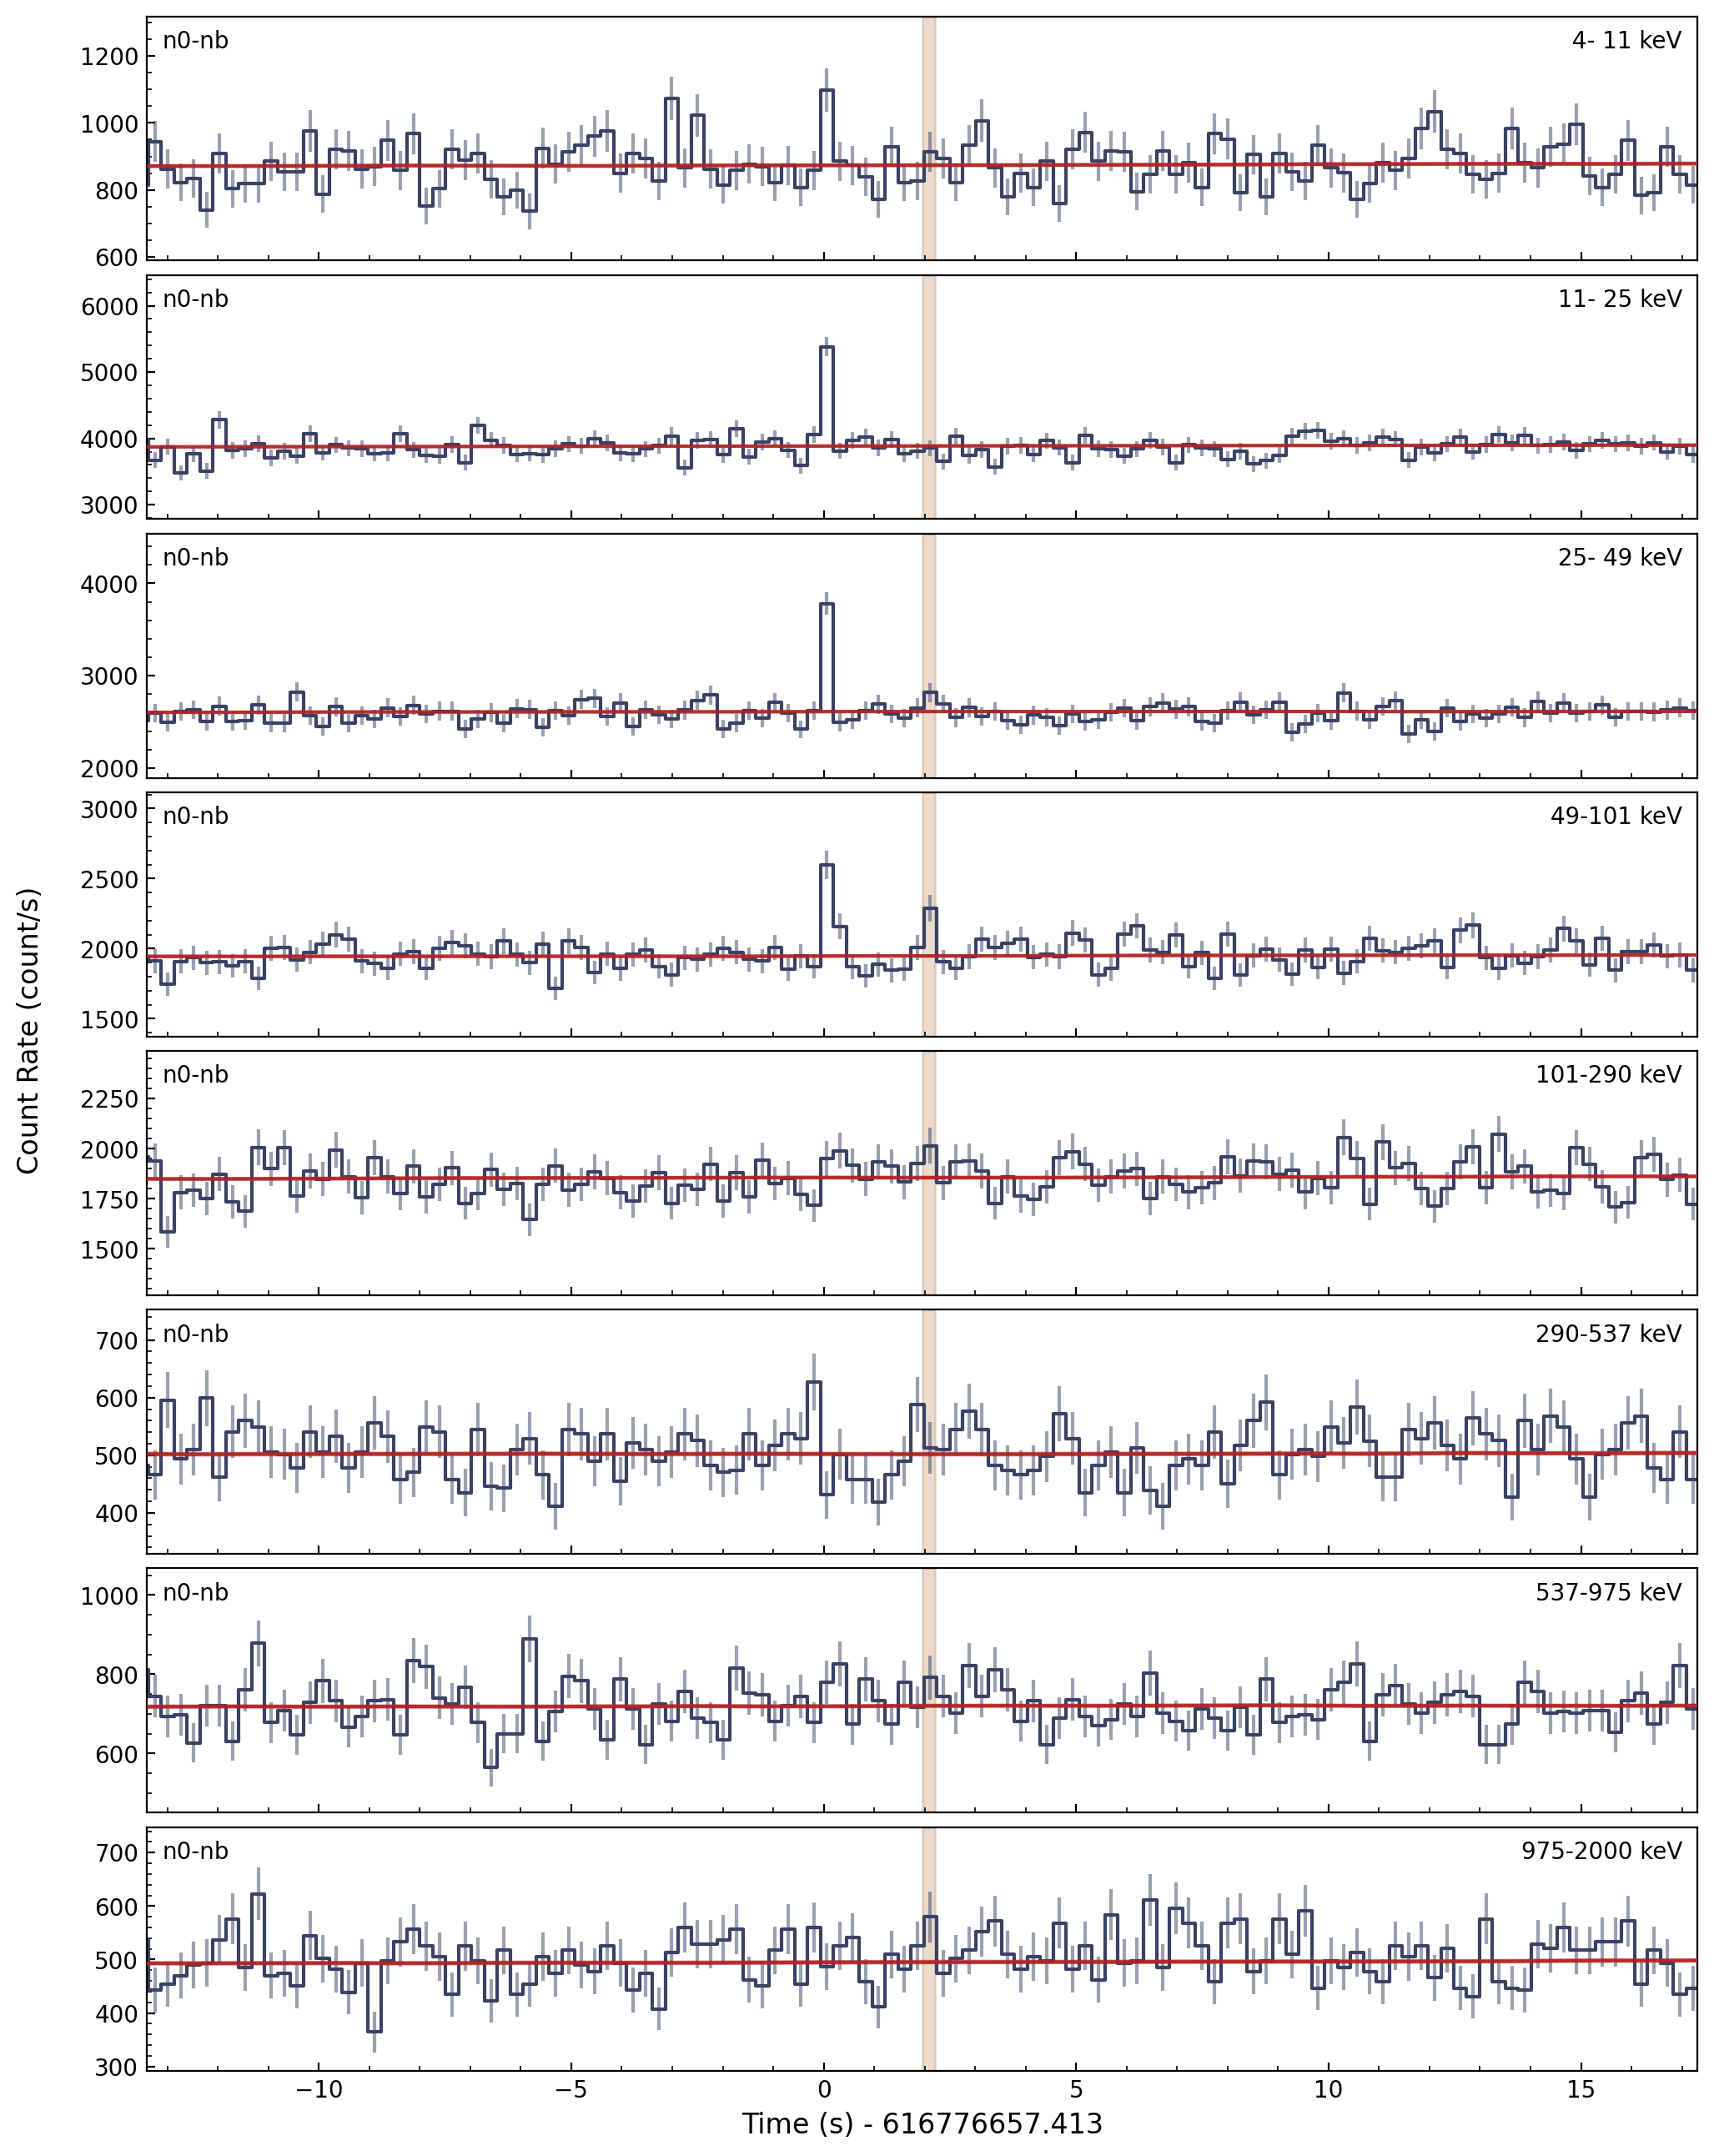 n0-nb 4- 11 keV
1200
1000
800
600
n0-nb 11- 25 keV
6000
5000
4000
3000
n0-nb 25- 49 keV
4000
3000
2000
n0-nb 49-101 keV
3000
2500
2000
1500
n0-nb 101-290 keV
2250
2000
1750
1500
n0-nb 290-537 keV
700
600
500
400
n0-nb 537-975 keV
1000
800
600
n0-nb 975-2000 keV
700
600
500
400
300
−10 −5 0 5 10 15
Time (s) - 616776657.413
Count Rate (count/s)